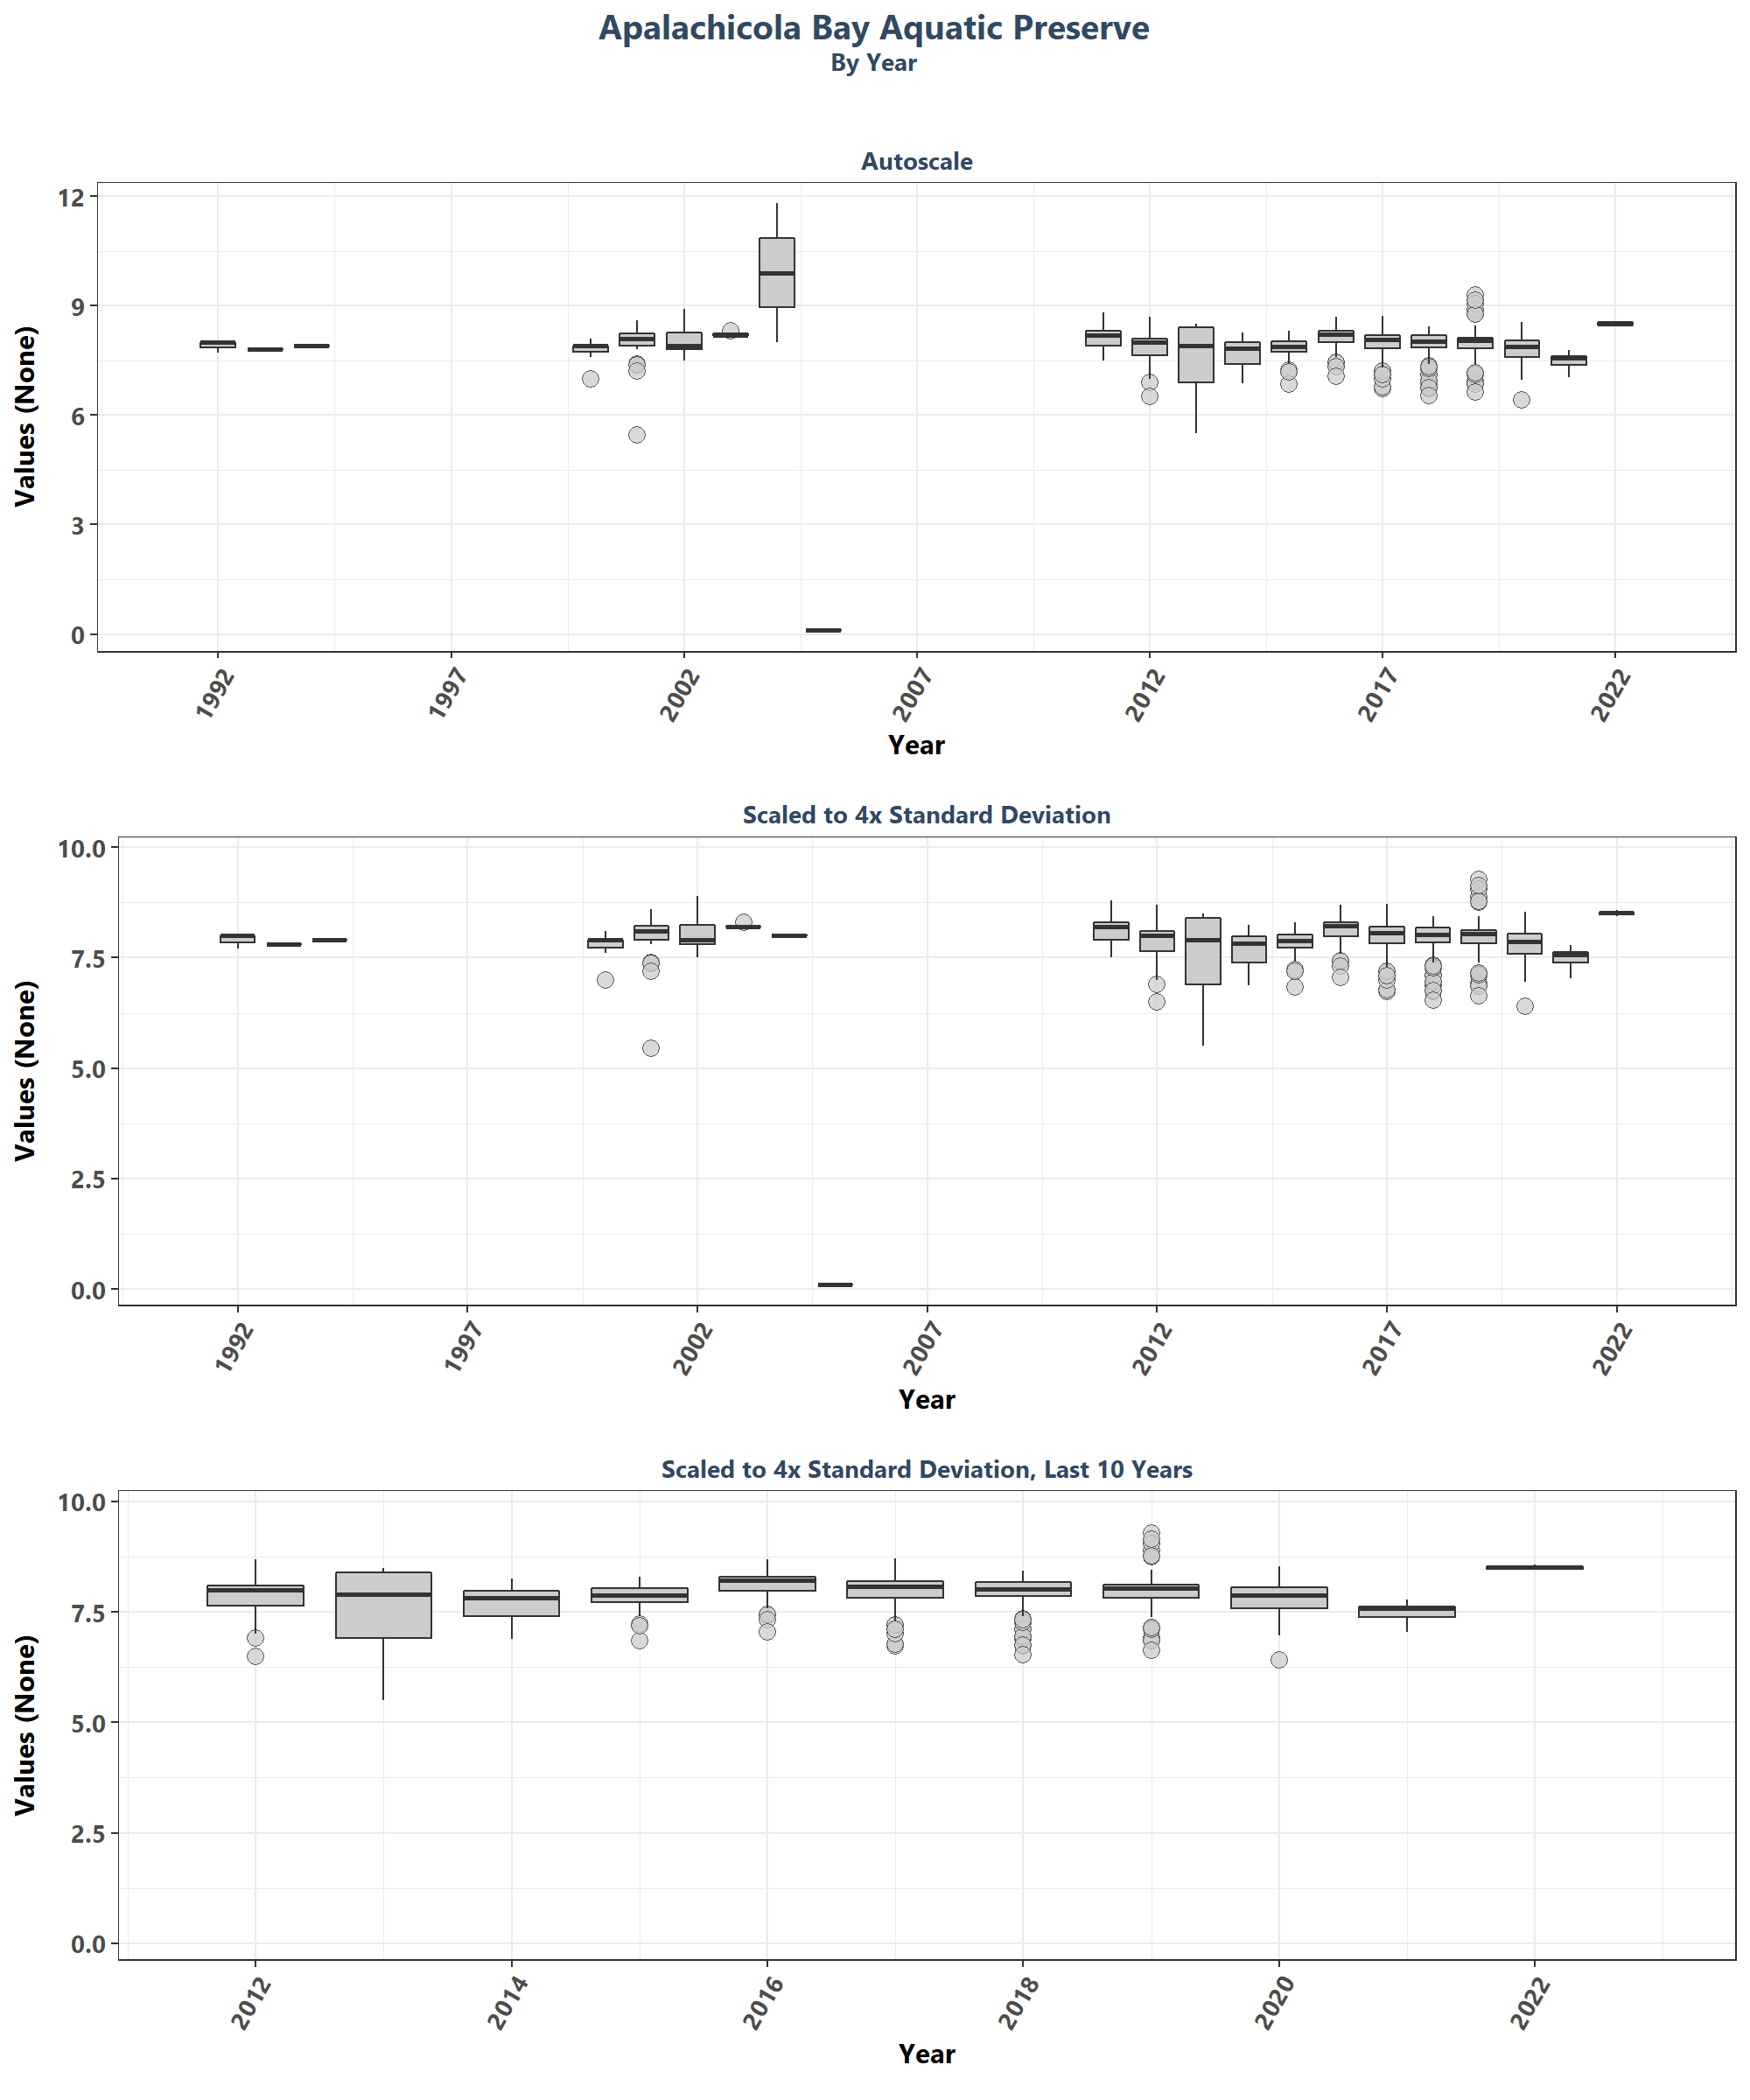 Apalachicola Bay Aquatic Preserve
By Year
Autoscale
Values (None)
12
9
6
3
0
1992 1997 2002 2007 2012 2017 2022
Year
Scaled to 4x Standard Deviation
Values (None)
10.0
7.5
5.0
2.5
0.0
1992 1997 2002 2007 2012 2017 2022
Year
Scaled to 4x Standard Deviation, Last 10 Years
Values (None)
10.0
7.5
5.0
2.5
0.0
2012 2014 2016 2018 2020 2022
Year